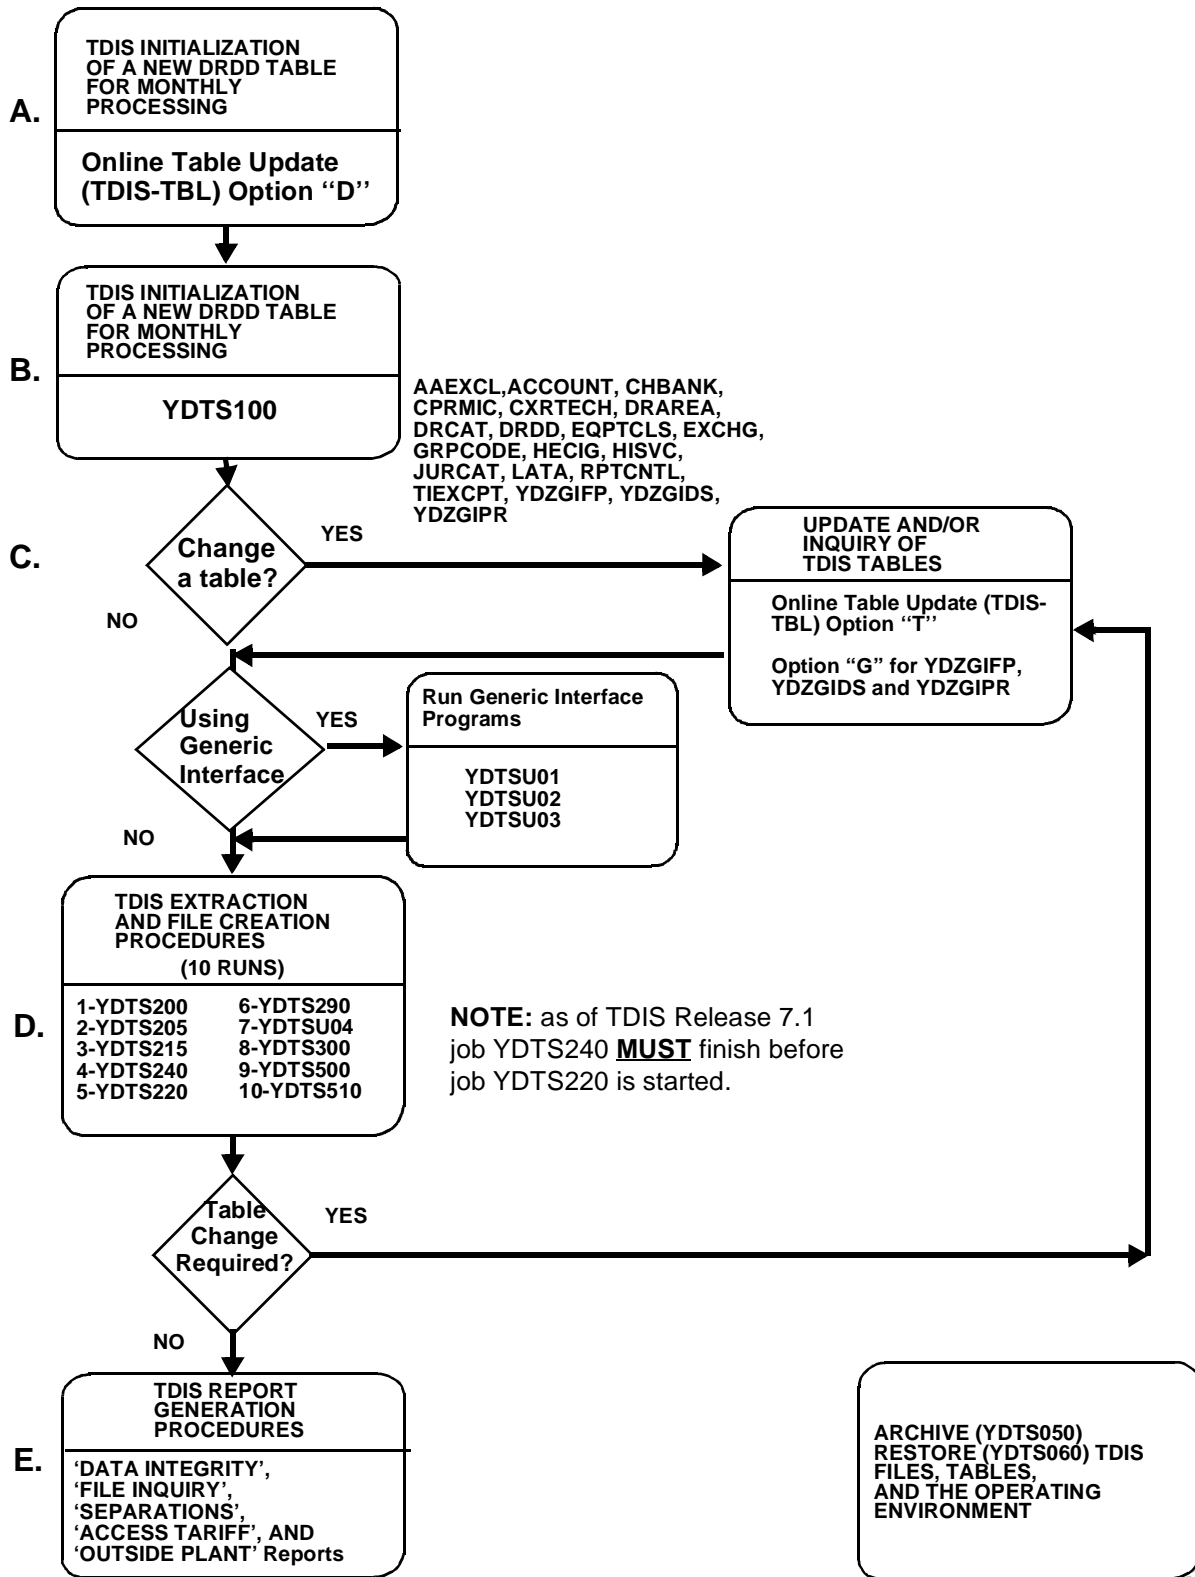 A.
TDIS INITIALIZATION
OF A NEW DRDD TABLE
FOR MONTHLY
PROCESSING
Online Table Update
(TDIS-TBL) Option ‘‘D’’
B.
TDIS INITIALIZATION
OF A NEW DRDD TABLE
FOR MONTHLY
PROCESSING
YDTS100
AAEXCL,ACCOUNT, CHBANK,
CPRMIC, CXRTECH, DRAREA,
DRCAT, DRDD, EQPTCLS, EXCHG,
GRPCODE, HECIG, HISVC,
JURCAT, LATA, RPTCNTL,
TIEXCPT, YDZGIFP, YDZGIDS,
YDZGIPR
C.
Change
a table?
YES
NO
UPDATE AND/OR
INQUIRY OF
TDIS TABLES
Online Table Update (TDIS-
TBL) Option ‘‘T’’
Option “G” for YDZGIFP,
YDZGIDS and YDZGIPR
Using
Generic
Interface
YES
NO
Run Generic Interface
Programs
YDTSU01
YDTSU02
YDTSU03
D.
TDIS EXTRACTION
AND FILE CREATION
PROCEDURES
(10 RUNS)
1-YDTS200
2-YDTS205
3-YDTS215
4-YDTS240
5-YDTS220
6-YDTS290
7-YDTSU04
8-YDTS300
9-YDTS500
10-YDTS510
NOTE: as of TDIS Release 7.1
job YDTS240 MUST finish before
job YDTS220 is started.
Table
Change
Required?
YES
NO
E.
TDIS REPORT
GENERATION
PROCEDURES
‘DATA INTEGRITY’,
‘FILE INQUIRY’,
‘SEPARATIONS’,
‘ACCESS TARIFF’, AND
‘OUTSIDE PLANT’ Reports
ARCHIVE (YDTS050)
RESTORE (YDTS060) TDIS
FILES, TABLES,
AND THE OPERATING
ENVIRONMENT